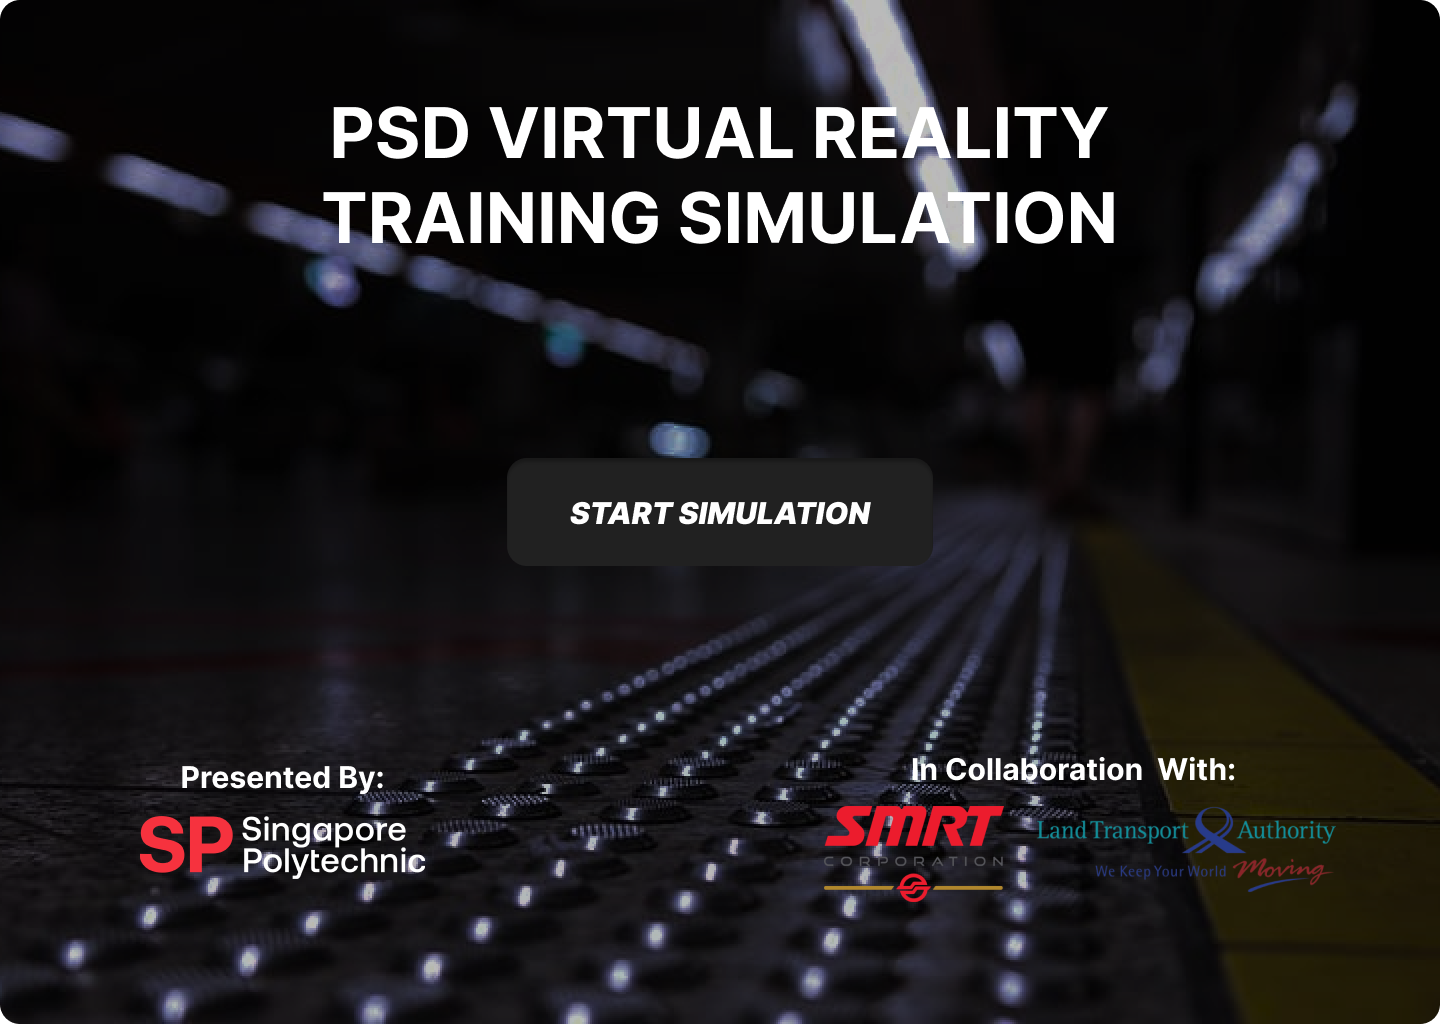 PSD VIRTUAL REALITY
TRAINING SIMULATION
START SIMULATION
Presented By:
SP Singapore
Polytechnic
In Collaboration  With:
SMRT
CORPORATION
Land Transport Authority
We Keep Your World Moving